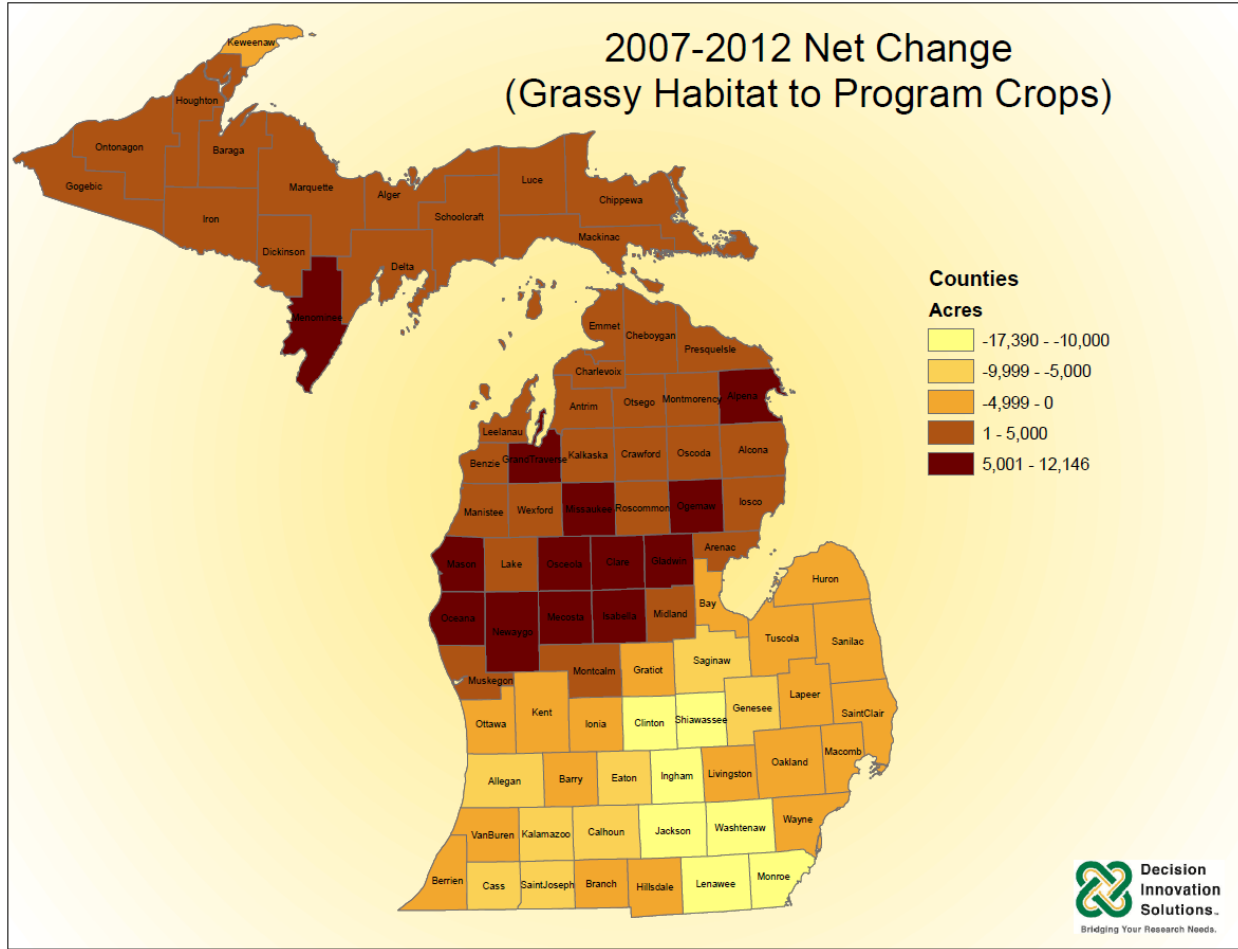 2007-2012 Net Change
(Grassy Habitat to Program Crops)
Keweenaw
Houghton
Ontonagon
Baraga
Gogebic
Marquette
Alger
Luce
Chippewa
Iron
Schoolcraft
Mackinac
Dickinson
Delta
Menominee
Counties
Acres
-17,390 - -10,000
-9,999 - -5,000
-4,999 - 0
1 - 5,000
5,001 - 12,146
Emmet
Cheboygan
PresqueIsle
Charlevoix
Antrim
Otsego
Montmorency
Alpena
Leelanau
Benzie
GrandTraverse
Kalkaska
Crawford
Oscoda
Alcona
Manistee
Wexford
Missaukee
Roscommon
Ogemaw
Iosco
Arenac
Mason
Lake
Osceola
Clare
Gladwin
Huron
Oceana
Newaygo
Mecosta
Isabella
Midland
Bay
Tuscola
Sanilac
Muskegon
Montcalm
Gratiot
Saginaw
Ottawa
Kent
Ionia
Clinton
Shiawassee
Genesee
Lapeer
SaintClair
Allegan
Barry
Eaton
Ingham
Livingston
Oakland
Macomb
VanBuren
Kalamazoo
Calhoun
Jackson
Washtenaw
Wayne
Berrien
Cass
SaintJoseph
Branch
Hillsdale
Lenawee
Monroe
Decision
Innovation
Solutions™
Bridging Your Research Needs.